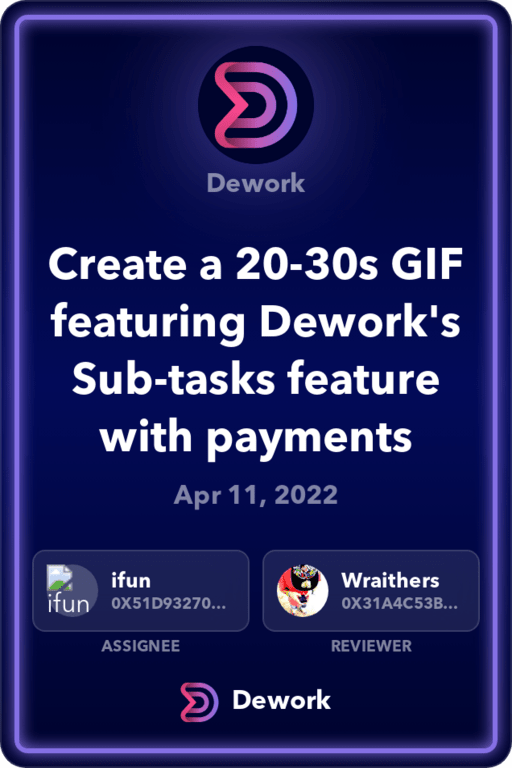 Dework
Create a 20-30s GIF
featuring Dework's
Sub-tasks feature
with payments
Apr 11, 2022
ifun
ifun
0X51D93270...
ASSIGNEE
Wraithers
0X31A4C53B...
REVIEWER
Dework